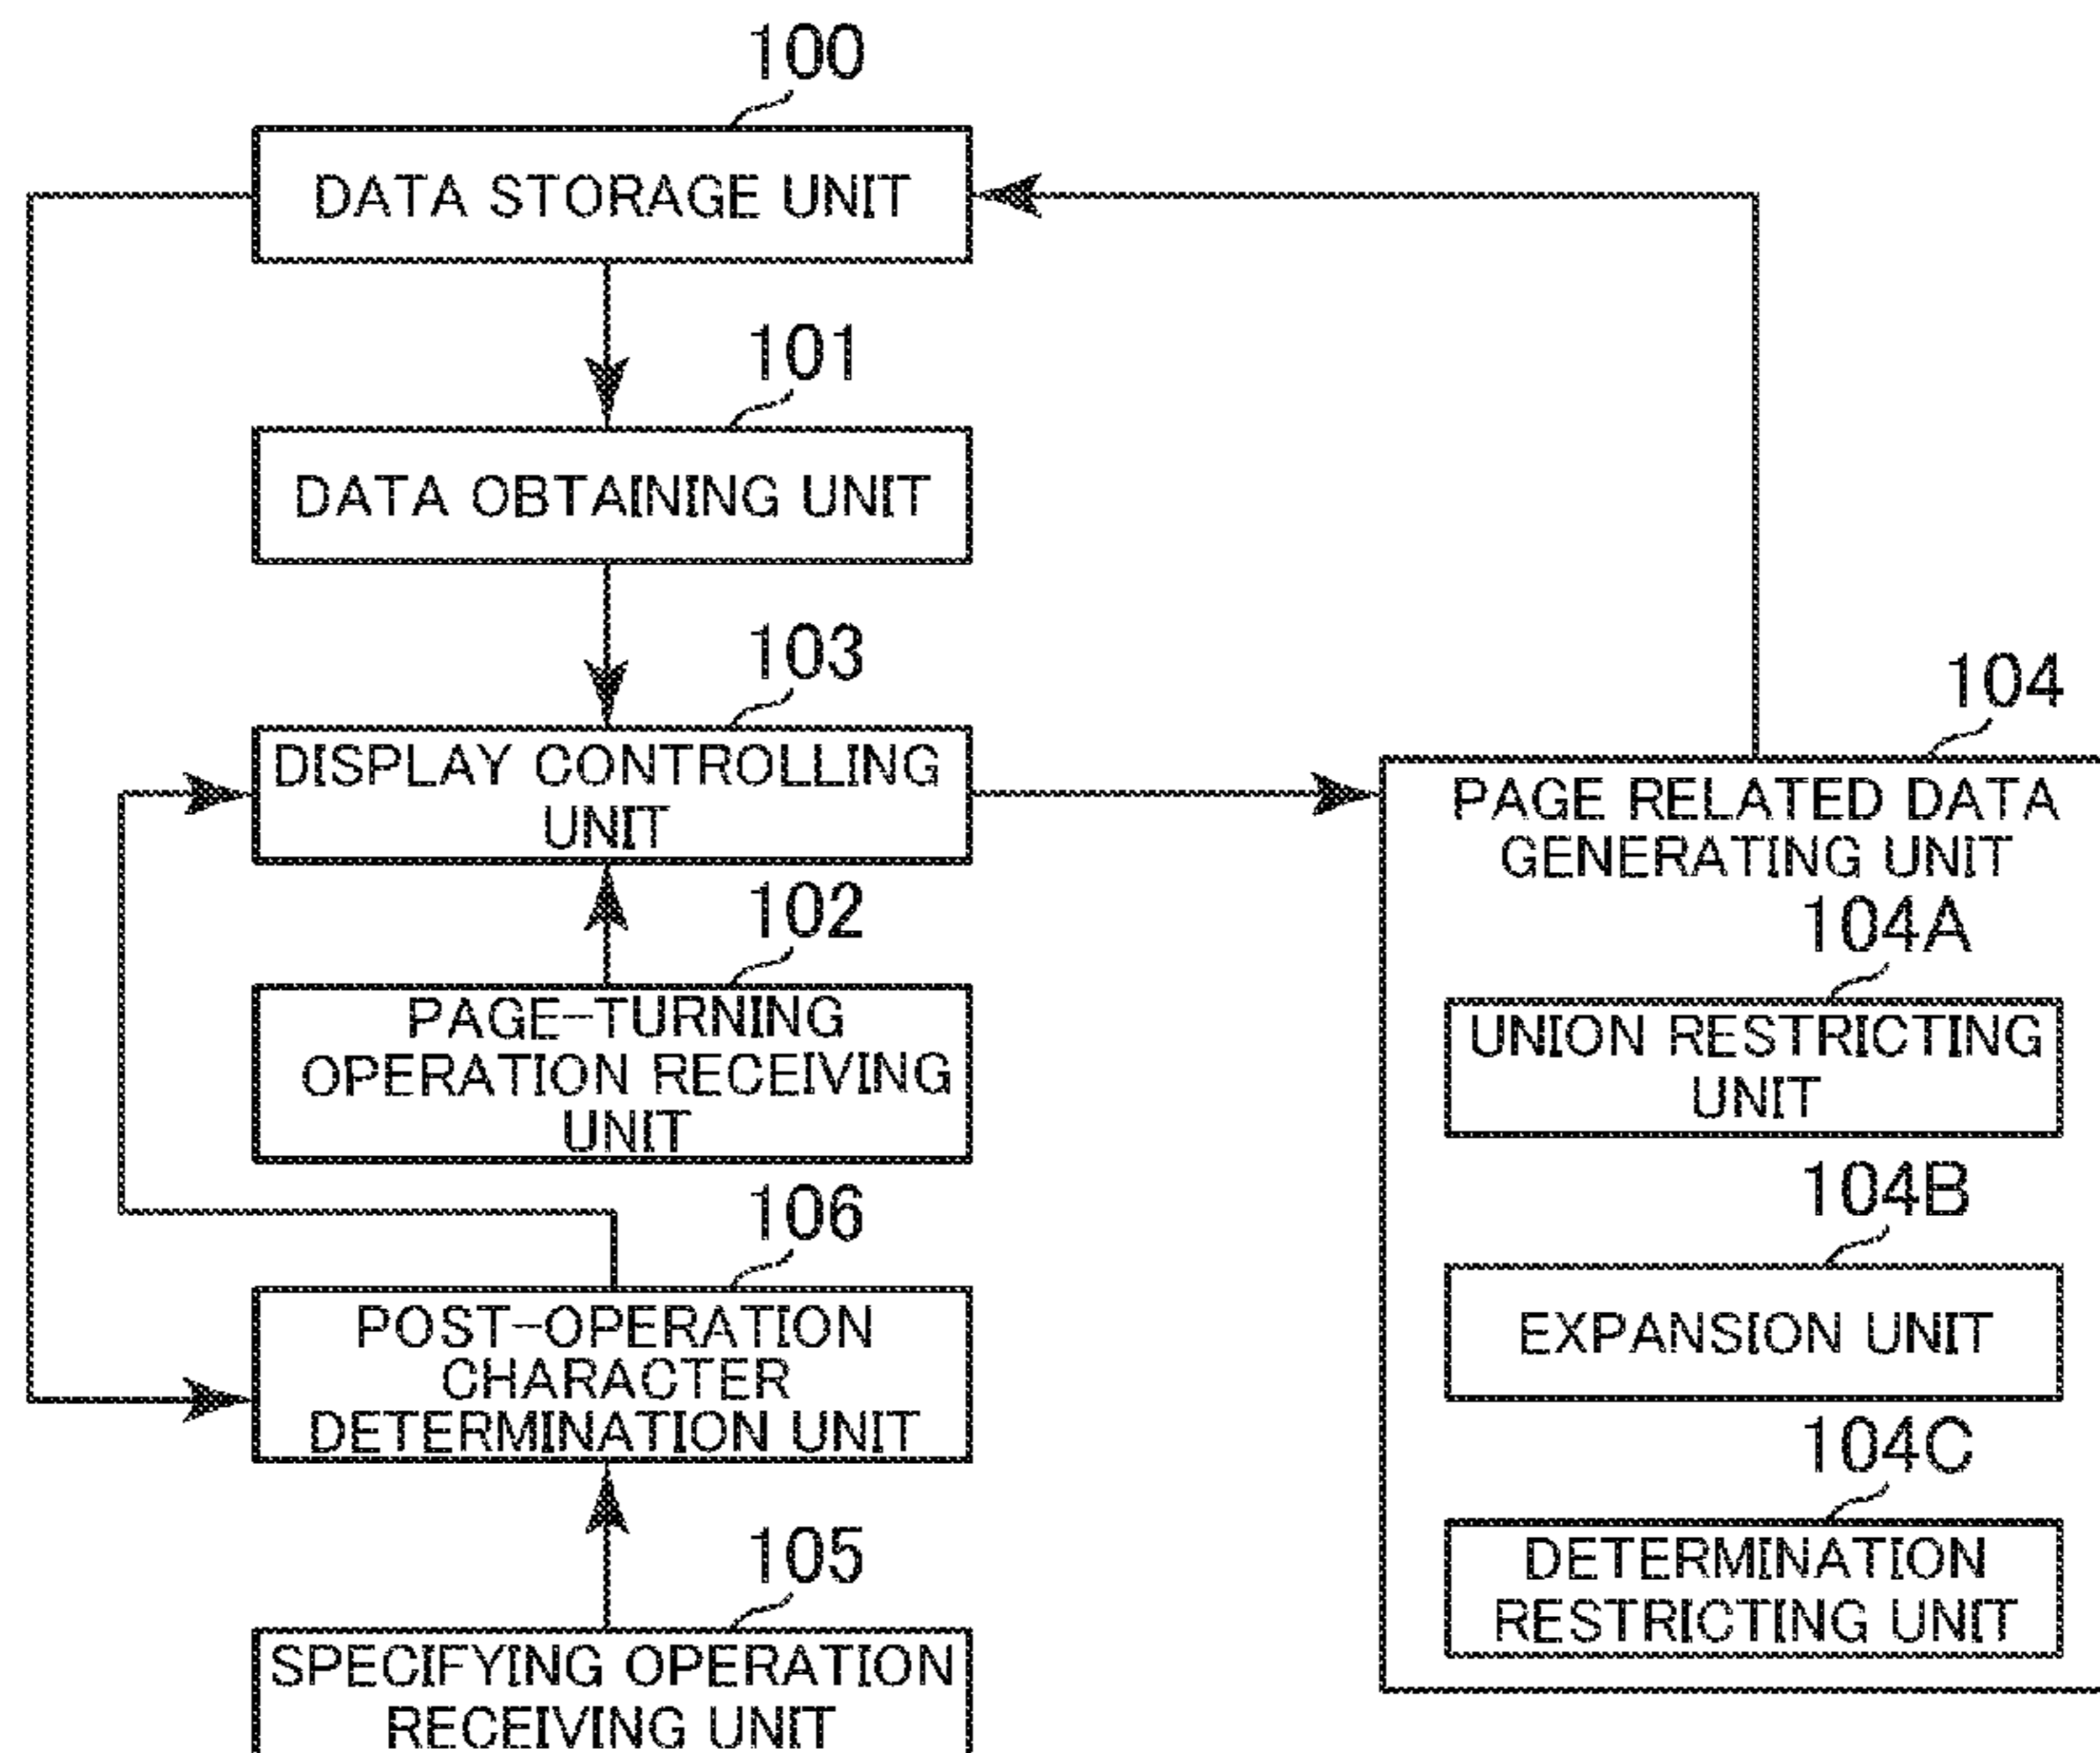 100
DATA STORAGE UNIT
101
DATA OBTAINING UNIT
103
DISPLAY CONTROLLING
UNIT
102
PAGE-TURNING
OPERATION RECEIVING
UNIT
106
POST-OPERATION
CHARACTER
DETERMINATION UNIT
105
SPECIFYING OPERATION
RECEIVING UNIT
104
PAGE RELATED DATA
GENERATING UNIT
104A
UNION RESTRICTING
UNIT
104B
EXPANSION UNIT
104C
DETERMINATION
RESTRICTING UNIT